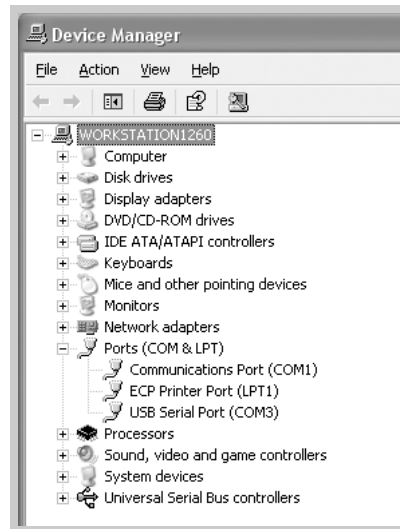 Device Manager
File Action View Help
WORKSTATION1260
Computer
Disk drives
Display adapters
DVD/CD-ROM drives
IDE ATA/ATAPI controllers
Keyboards
Mice and other pointing devices
Monitors
Network adapters
Ports (COM & LPT)
Communications Port (COM1)
ECP Printer Port (LPT1)
USB Serial Port (COM3)
Processors
Sound, video and game controllers
System devices
Universal Serial Bus controllers